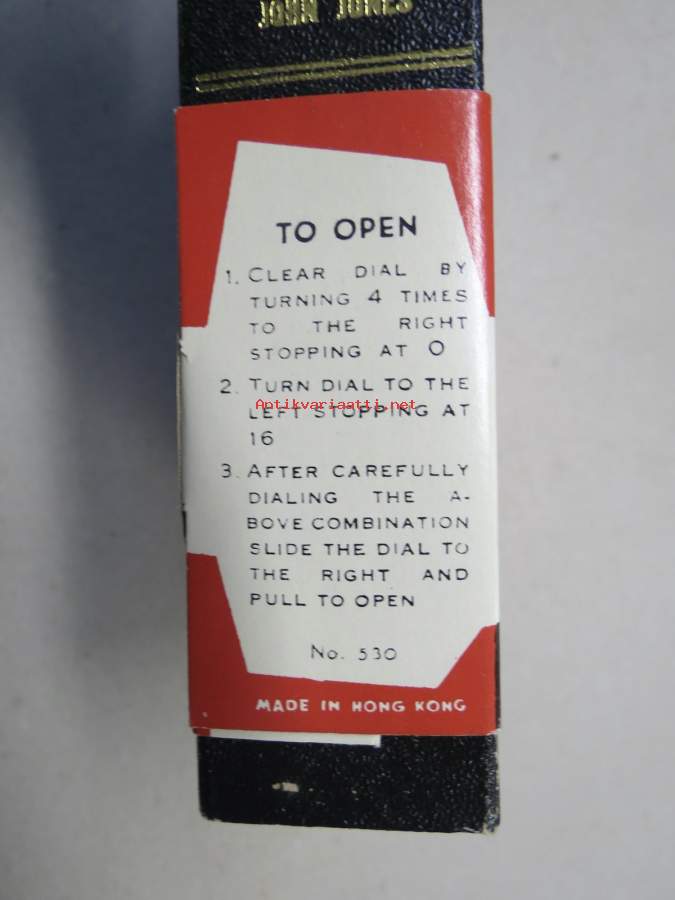 JOHN JONES
TO OPEN
1. CLEAR DIAL BY
TURNING 4 TIMES
TO THE RIGHT
STOPPING AT O
2. TURN DIAL TO THE
Antikvariaatti.net
LEFT STOPPING AT
16
3. AFTER CAREFULLY
DIALING THE A-
BOVE COMBINATION
SLIDE THE DIAL TO
THE RIGHT AND
PULL TO OPEN
No. 530
MADE IN HONG KONG